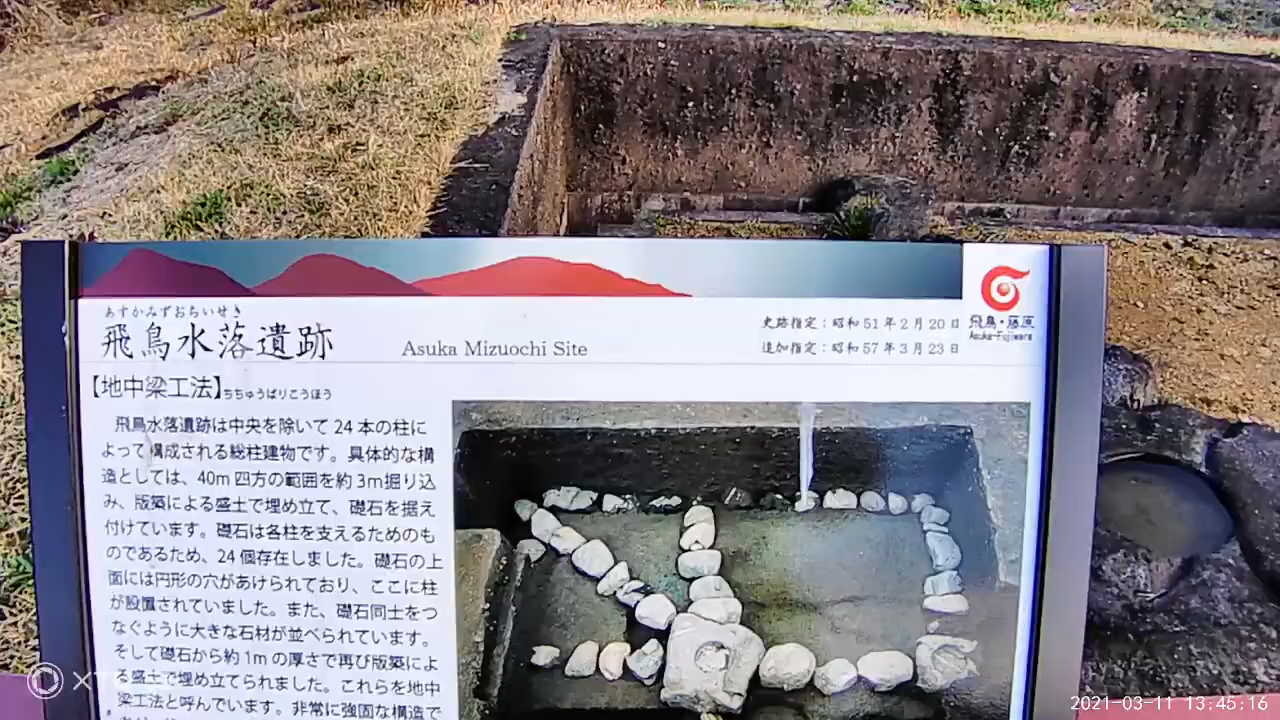 あすかみずおちいせき
飛鳥水落遺跡
Asuka Mizuochi Site
史跡指定：昭和51年2月20日
追加指定：昭和57年3月23日
飛鳥・藤原
Asuka-Fujiwara
【地中梁工法】ちちゅうばりこうほう
飛鳥水落遺跡は中央を除いて24本の柱に
よって構成される総柱建物です。具体的な構
造としては、40m四方の範囲を約3m掘り込
み、版築による盛土で埋め立て、礎石を据え
付けています。礎石は各柱を支えるためのも
のであるため、24個存在しました。礎石の上
面には円形の穴があけられており、ここに柱
が設置されていました。また、礎石同士をつ
なぐように大きな石材が並べられています。
そして礎石から約1mの厚さで再び版築によ
る盛土で埋め立てられました。これらを地中
梁工法と呼んでいます。非常に強固な構造で
XT
2021-03-11 13:45:16